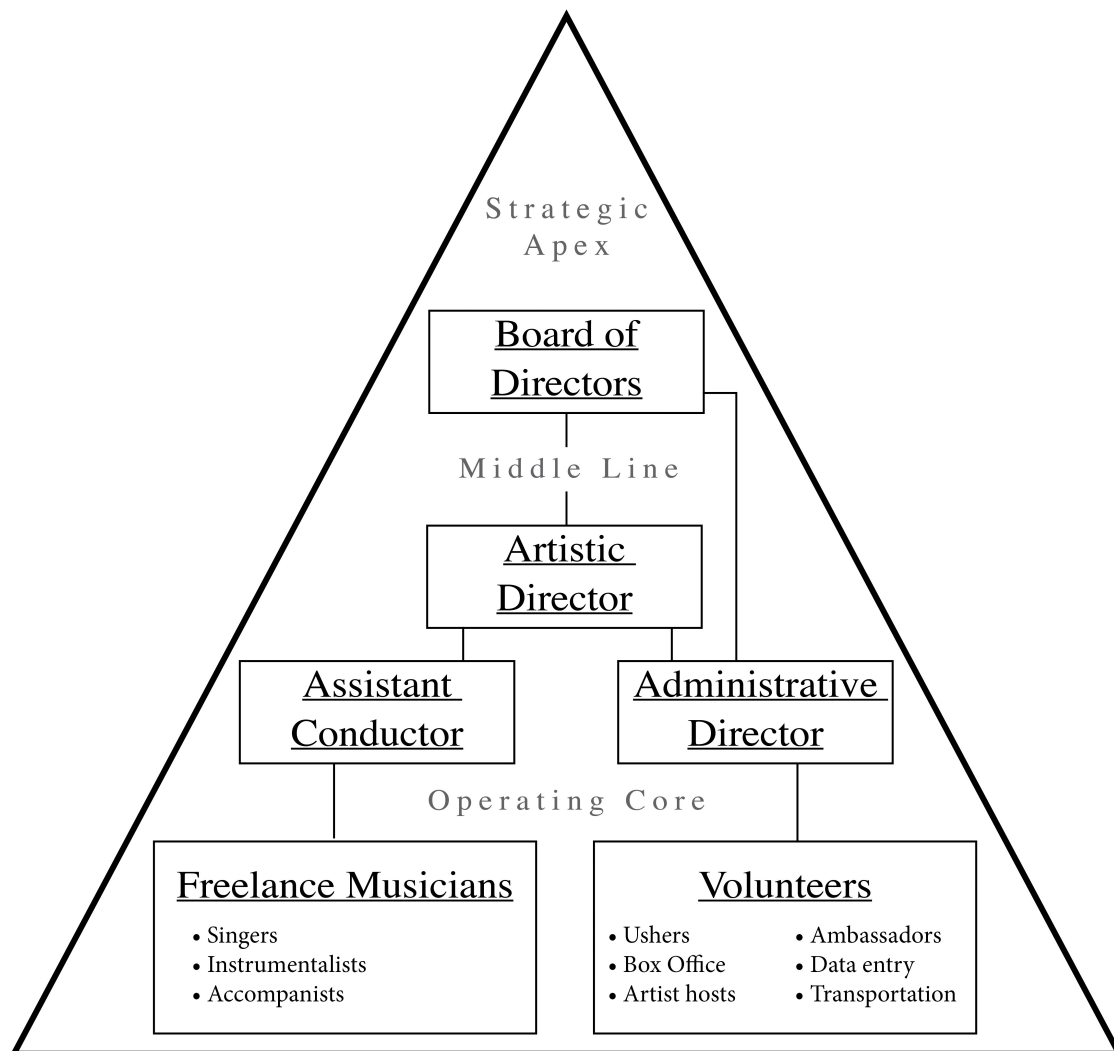 Strategic
Apex
Board of
Directors
Middle Line
Artistic
Director
Assistant
Conductor
Administrative
Director
Operating Core
Freelance Musicians
• Singers
• Instrumentalists
• Accompanists
Volunteers
• Ushers
• Box Office
• Artist hosts
• Ambassadors
• Data entry
• Transportation